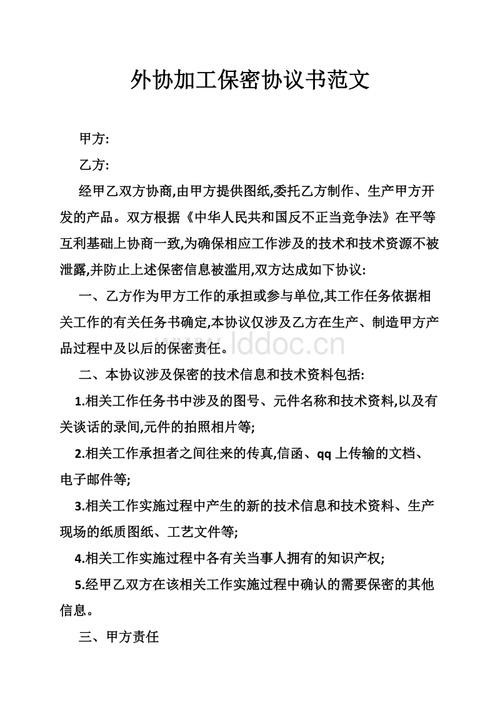 外协加工保密协议书范文
甲方:
乙方:
经甲乙双方协商,由甲方提供图纸,委托乙方制作、生产甲方开
发的产品。双方根据《中华人民共和国反不正当竞争法》在平等
互利基础上协商一致,为确保相应工作涉及的技术和技术资源不被
泄露,并防止上述保密信息被滥用,双方达成如下协议:
一、乙方作为甲方工作的承担或参与单位,其工作任务依据相
关工作的有关任务书确定,本协议仅涉及乙方在生产、制造甲方产
品过程中及以后的保密责任。
www.lddoc.cn
二、本协议涉及保密的技术信息和技术资料包括:
1.相关工作任务书中涉及的图号、元件名称和技术资料,以及有
关谈话的录间,元件的拍照相片等;
2.相关工作承担者之间往来的传真,信函、qq 上传输的文档、
电子邮件等;
3.相关工作实施过程中产生的新的技术信息和技术资料、生产
现场的纸质图纸、工艺文件等;
4.相关工作实施过程中各有关当事人拥有的知识产权;
5.经甲乙双方在该相关工作实施过程中确认的需要保密的其他
信息。
三、甲方责任